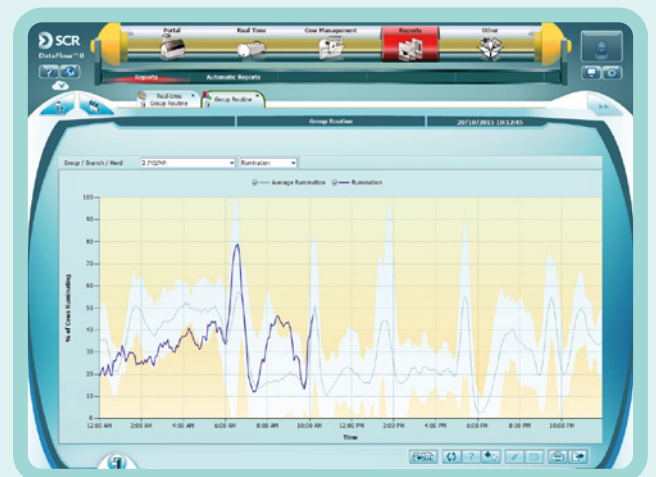 SCR
DataFlow™ II
Portal
Real Time
Cow Management
Reports
Other
Reports
Automatic Reports
Real-time Group Routine
Group Routine
Group Routine
20/10/2015 10:12:45
Group / Branch / Herd
Rumination
Average Rumination
Rumination
% of Cows Ruminating
100
90
80
70
60
50
40
30
20
10
0
12:00 AM
2:00 AM
4:00 AM
6:00 AM
8:00 AM
10:00 AM
12:00 PM
2:00 PM
4:00 PM
6:00 PM
8:00 PM
10:00 PM
Time